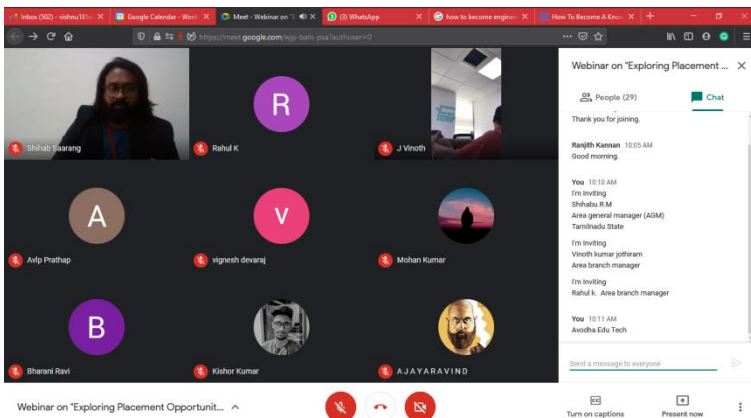 Inbox (502) - vishnu181
Google Calendar - Week
Meet - Webinar on "
(3) WhatsApp
how to become engineer
How To Become A Know
https://meet.google.com/wgr-bahi-psa?authuser=0
Shihab Saarang
R
Rahul K
J Vinoth
A
Avlp Prathap
V
vignesh devaraj
Mohan Kumar
B
Bharani Ravi
Kishor Kumar
AJAYARAVIND
Webinar on "Exploring Placement ...
People (29)
Chat
Thank you for joining.
Ranjith Kannan 10:05 AM
Good morning.
You 10:10 AM
I'm Inviting
Shihabu.R.M
Area general manager (AGM)
Tamilnadu State
I'm Inviting
Vinoth kumar jothiram
Area branch manager
I'm Inviting
Rahul k. Area branch manager
You 10:11 AM
Avodha Edu Tech
Send a message to everyone
Webinar on "Exploring Placement Opportunit...
Turn on captions
Present now